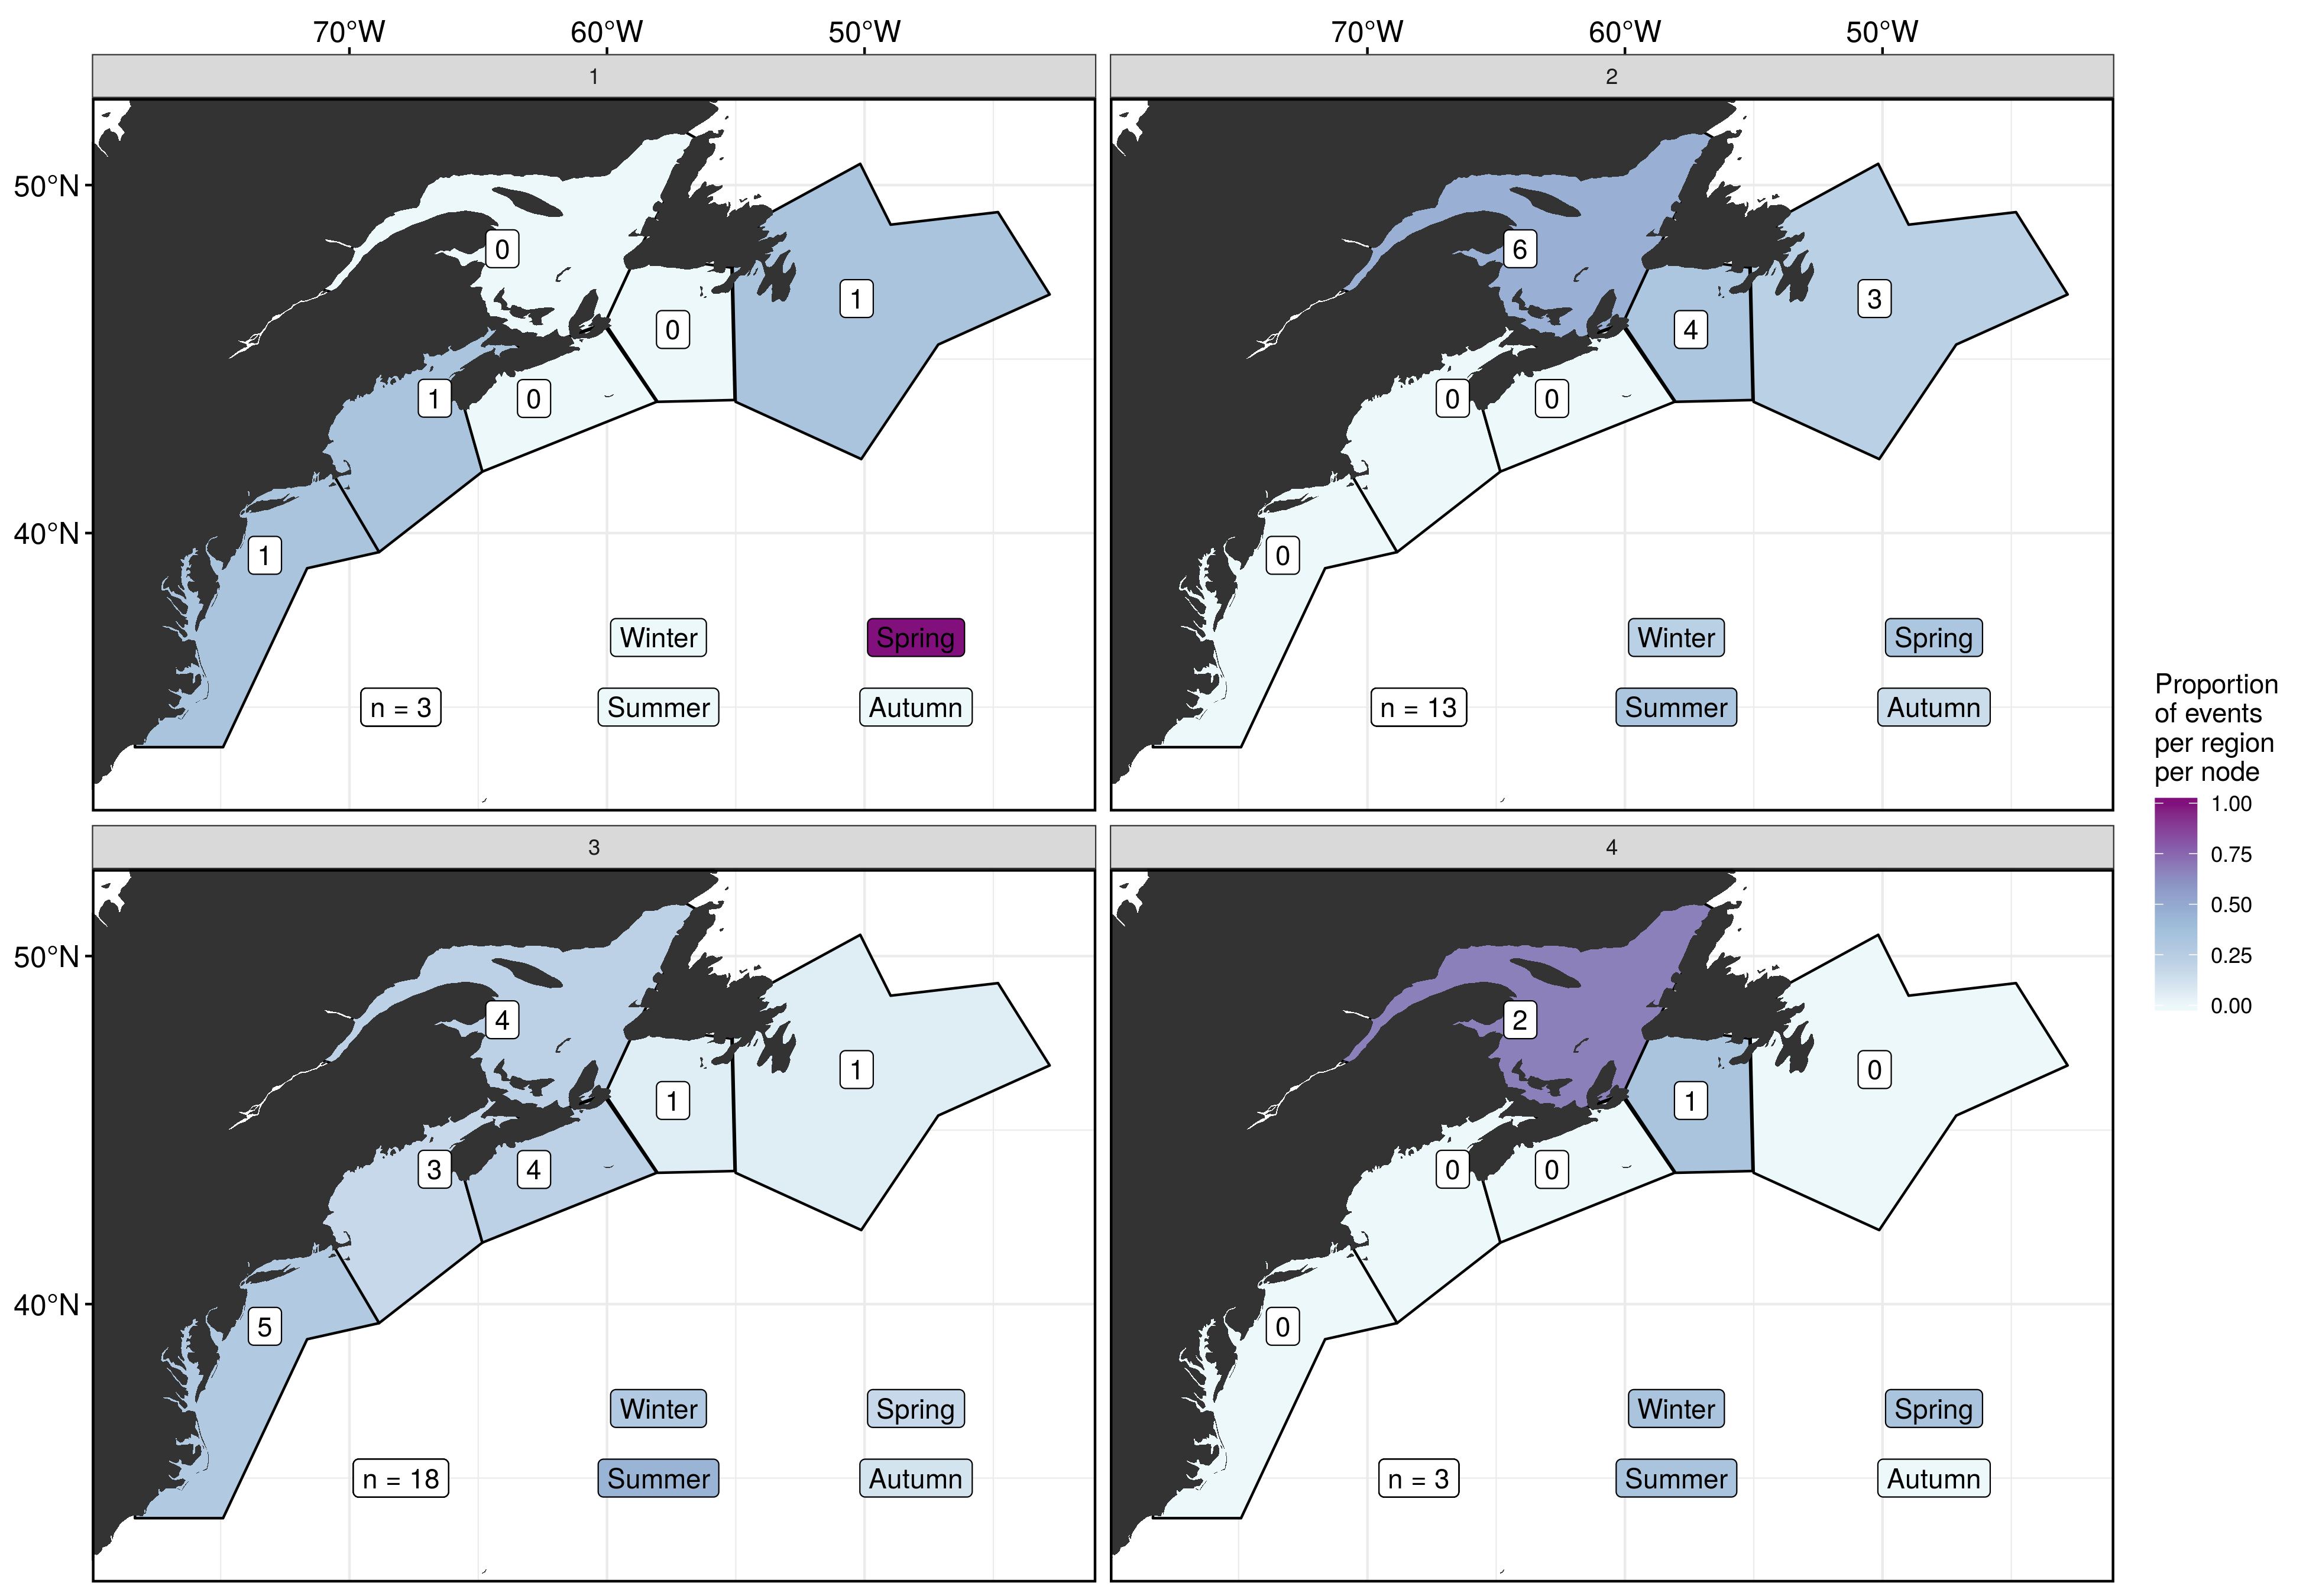 70°W 60°W 50°W 70°W 60°W 50°W
1 2
50°N
40°N
0
1
0
1
0
1
Winter Spring
n = 3 Summer Autumn
6
3
4
0 0
0
Winter Spring
n = 13 Summer Autumn
Proportion
of events
per region
per node
1.00
0.75
0.50
0.25
0.00
3 4
50°N
40°N
4
1
1
3 4
5
Winter Spring
n = 18 Summer Autumn
2
0
1
0 0
0
Winter Spring
n = 3 Summer Autumn